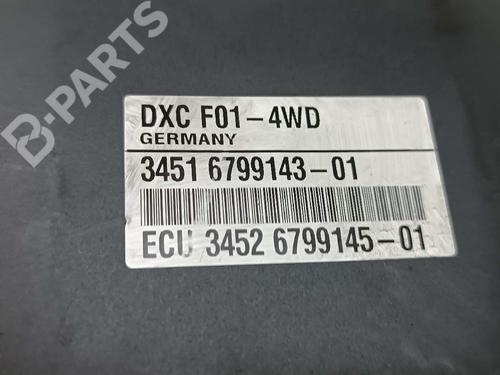 B-PARTS
DXC F01-4WD
GERMANY
3451 6799143-01
ECU 3452 6799145-01